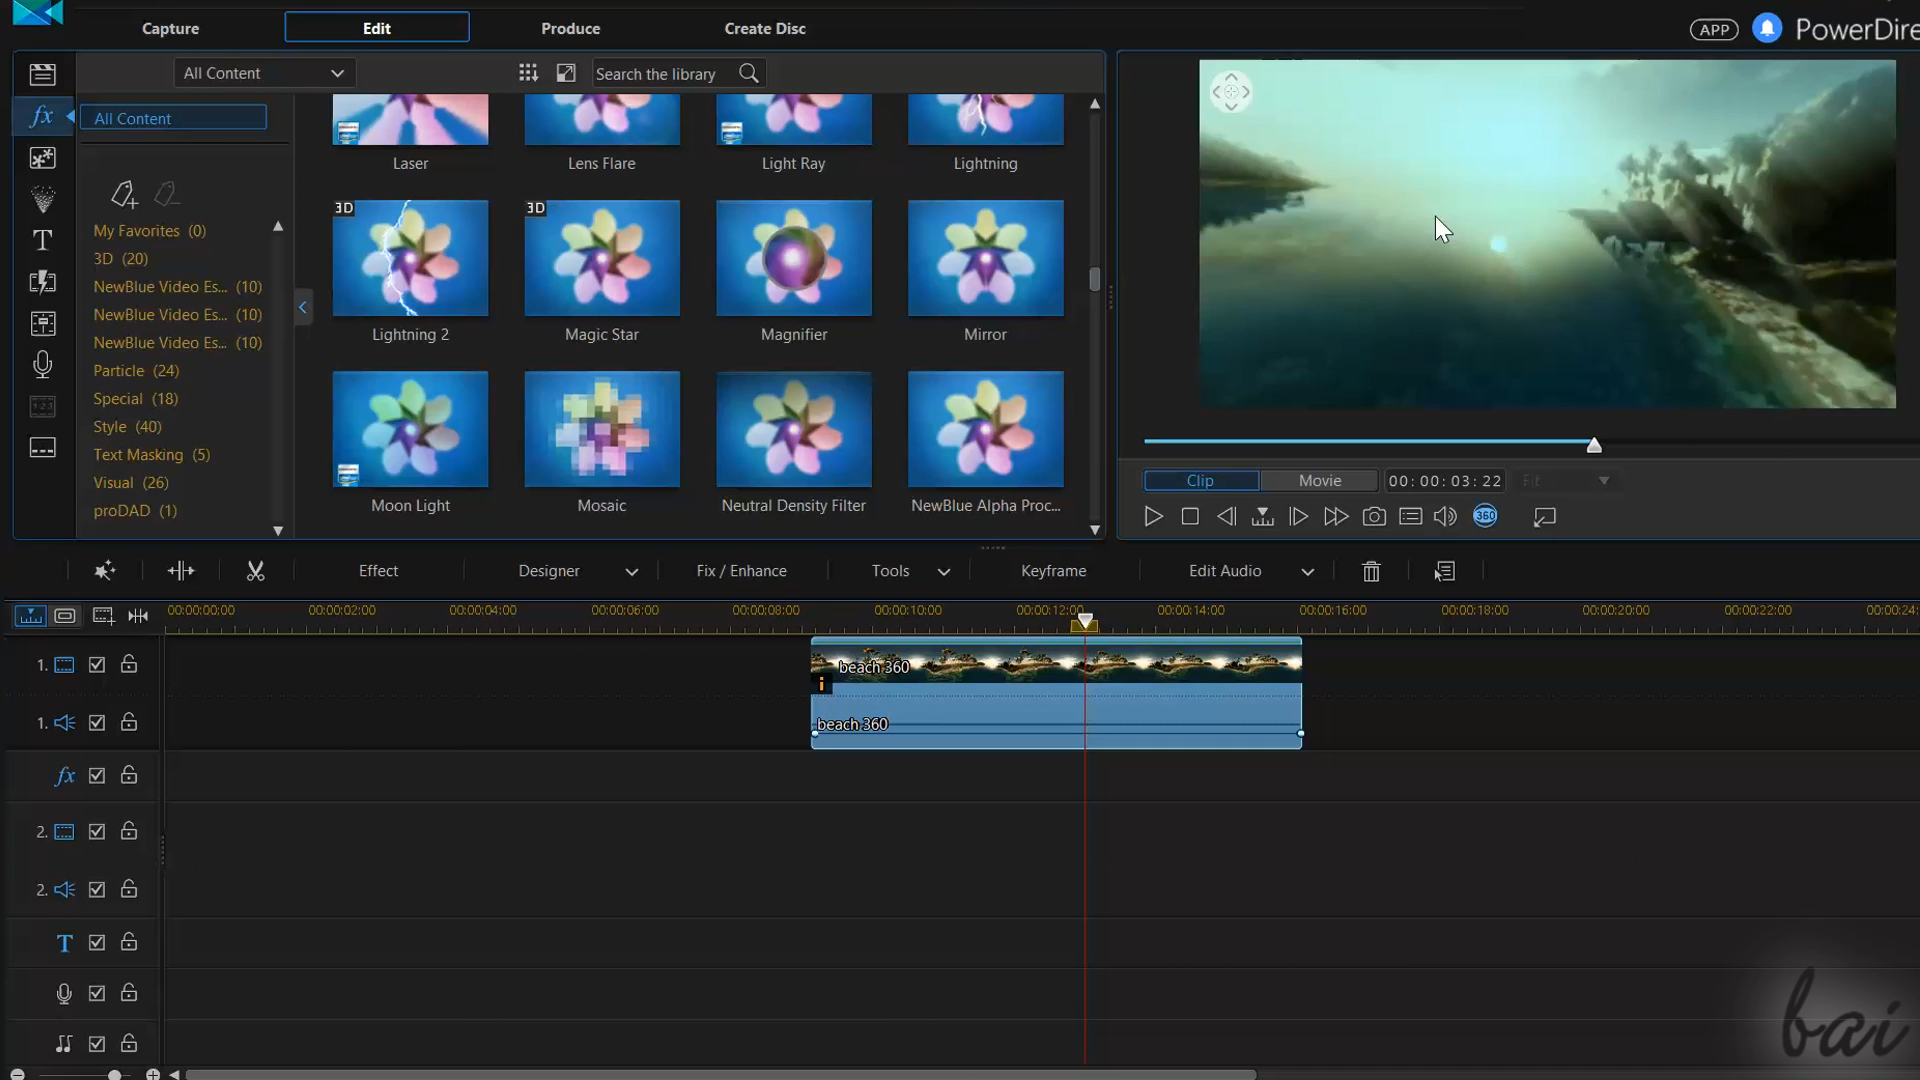 Capture
Edit
Produce
Create Disc
APP
PowerDire
All Content
Search the library
fx
All Content
Laser
Lens Flare
Light Ray
Lightning
My Favorites (0)
3D (20)
NewBlue Video Es... (10)
NewBlue Video Es... (10)
NewBlue Video Es... (10)
Particle (24)
Special (18)
Style (40)
Text Masking (5)
Visual (26)
proDAD (1)
3D
3D
Lightning 2
Magic Star
Magnifier
Mirror
Moon Light
Mosaic
Neutral Density Filter
NewBlue Alpha Proc...
T
Clip
Movie
00:00:03:22
Fit
360
Effect
Designer
Fix / Enhance
Tools
Keyframe
Edit Audio
00:00:00:00
00:00:02:00
00:00:04:00
00:00:06:00
00:00:08:00
00:00:10:00
00:00:12:00
00:00:14:00
00:00:16:00
00:00:18:00
00:00:20:00
00:00:22:00
00:00:24:
1.
beach 360
i
1.
beach 360
fx
2.
2.
T
bai